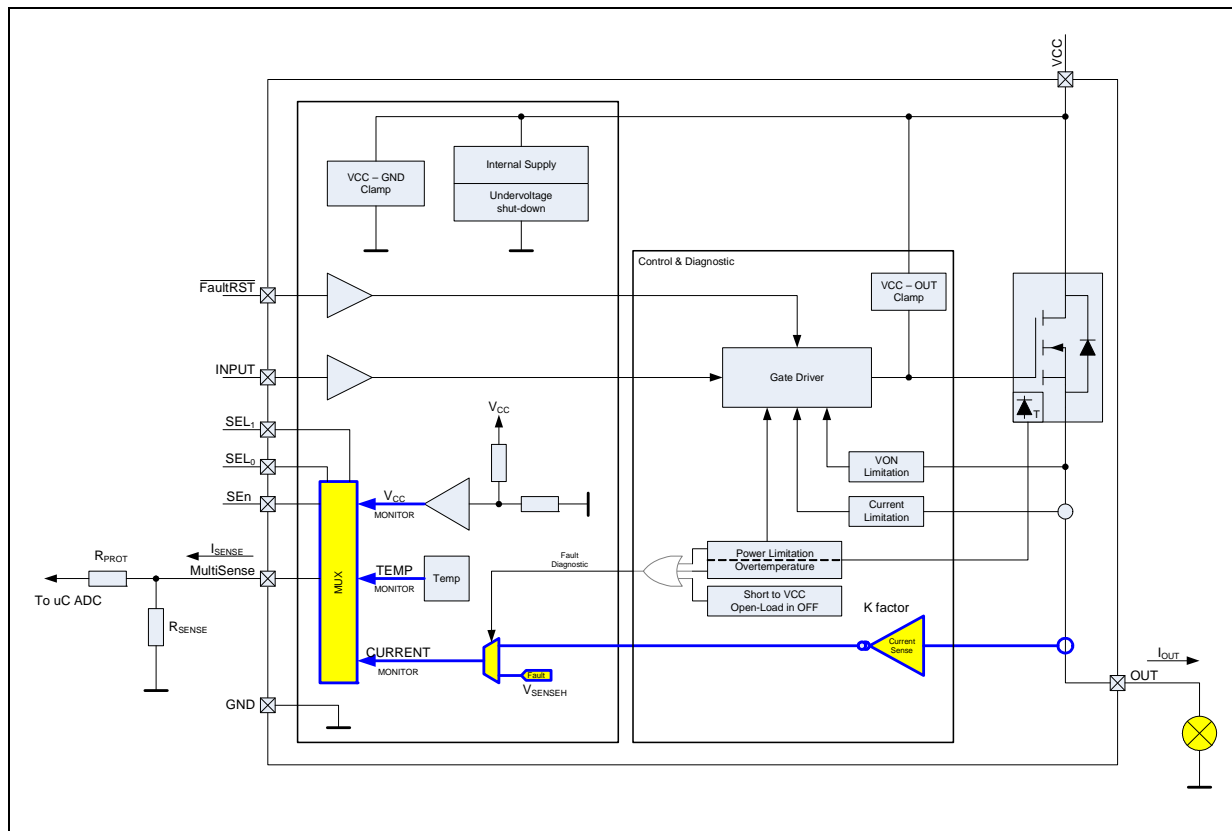 VCC
Internal Supply
VCC – GND
Clamp
Undervoltage
shut-down
Control & Diagnostic
FaultRST
VCC – OUT
Clamp
INPUT
Gate Driver
T
SEL1
SEL0
SEn
VCC
VCC
MONITOR
VON
Limitation
Current
Limitation
RPROT
ISENSE
MultiSense
To uC ADC
RSENSE
MUX
TEMP
MONITOR
Temp
Fault
Diagnostic
Power Limitation
Overtemperature
Short to VCC
Open-Load in OFF
K factor
Current
Sense
CURRENT
MONITOR
Fault
VSENSEH
GND
IOUT
OUT